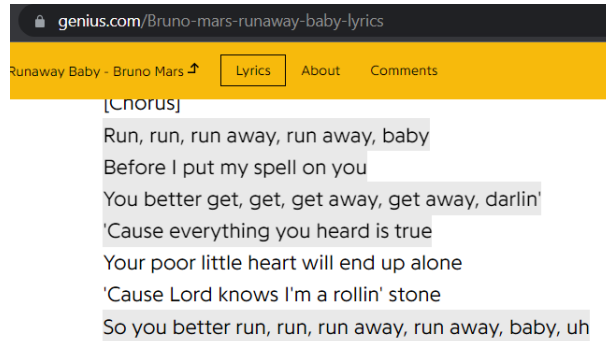 genius.com/Bruno-mars-runaway-baby-lyrics
Runaway Baby - Bruno Mars Lyrics About Comments
[Chorus]
Run, run, run away, run away, baby
Before I put my spell on you
You better get, get, get away, get away, darlin'
'Cause everything you heard is true
Your poor little heart will end up alone
'Cause Lord knows I'm a rollin' stone
So you better run, run, run away, run away, baby, uh